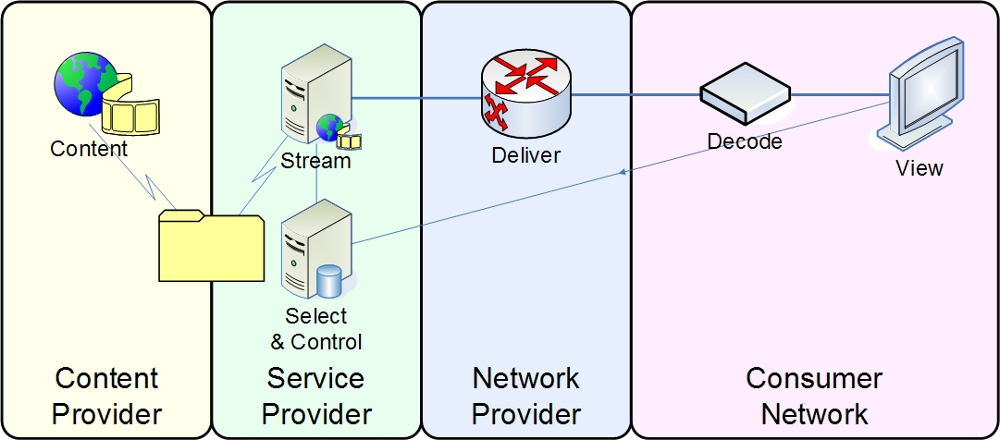 Content
Stream
Deliver
Decode
View
Select
& Control
Content
Provider
Service
Provider
Network
Provider
Consumer
Network